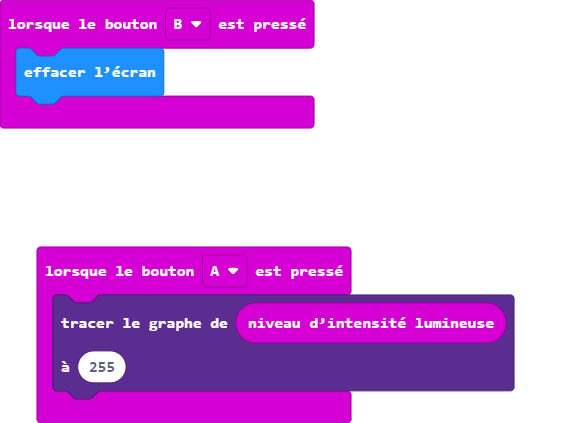 lorsque le bouton B est pressé
effacer l’écran
lorsque le bouton A est pressé
tracer le graphe de niveau d’intensité lumineuse
à 255